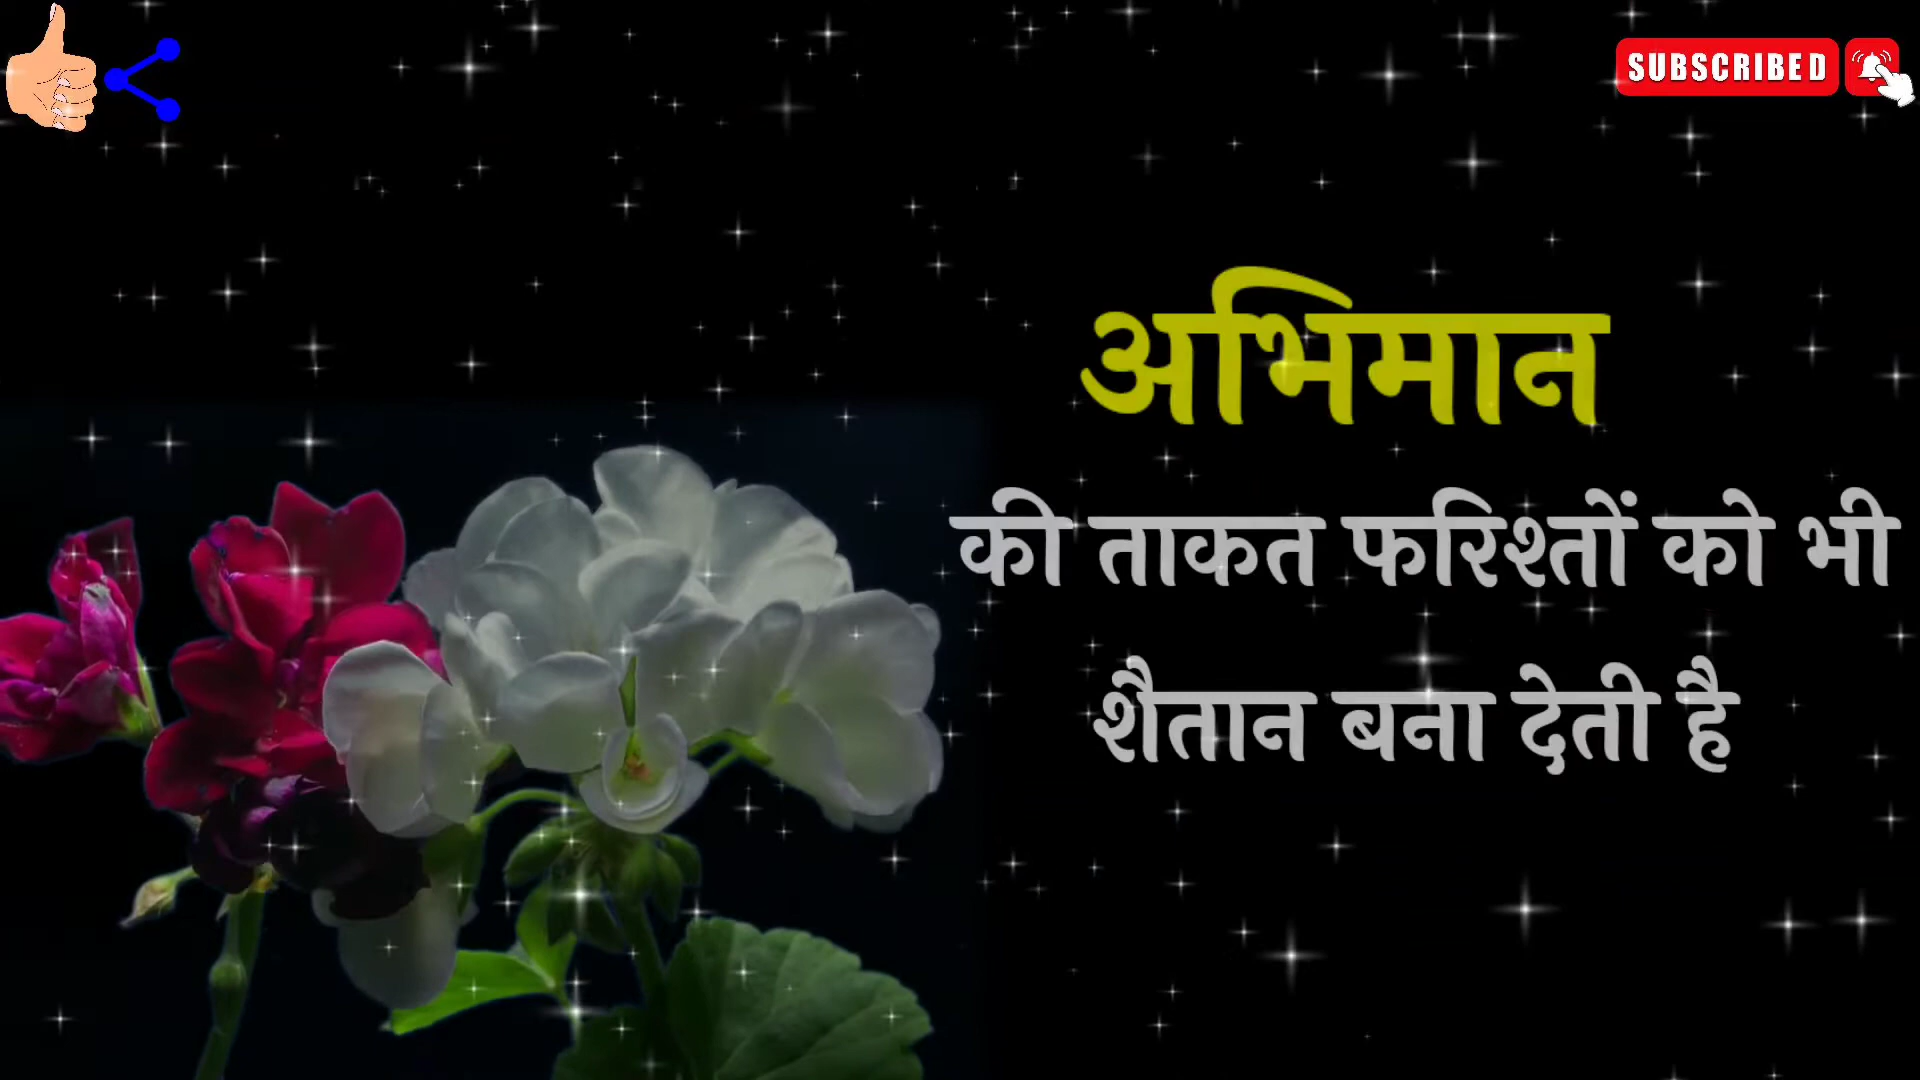 SUBSCRIBED
अभिमान
की ताकत फरिश्तों को भी
शैतान बना देती है